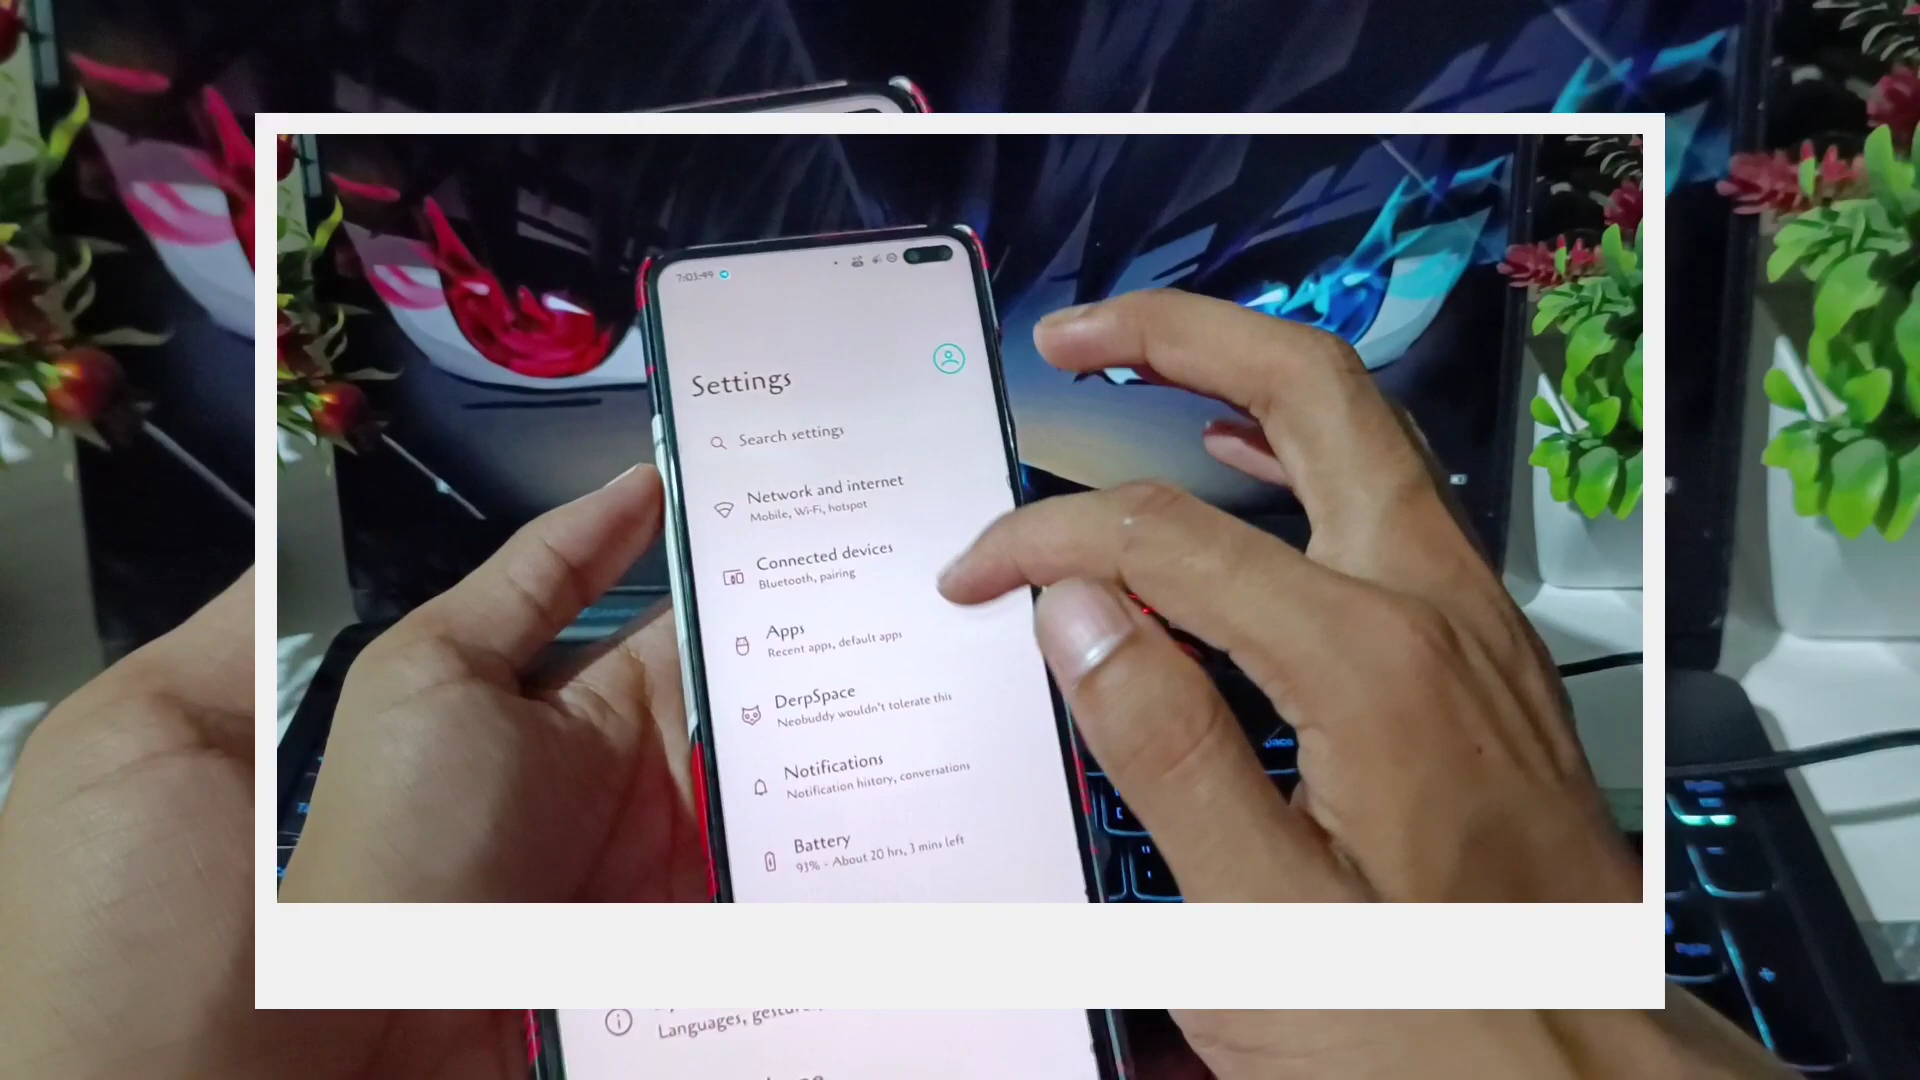 7:03:49
Settings
Search settings
Network and internet
Mobile, Wi-Fi, hotspot
Connected devices
Bluetooth, pairing
Apps
Recent apps, default apps
DerpSpace
Neobuddy wouldn't tolerate this
Notifications
Notification history, conversations
Battery
93% - About 20 hrs, 3 mins left
Languages,
space